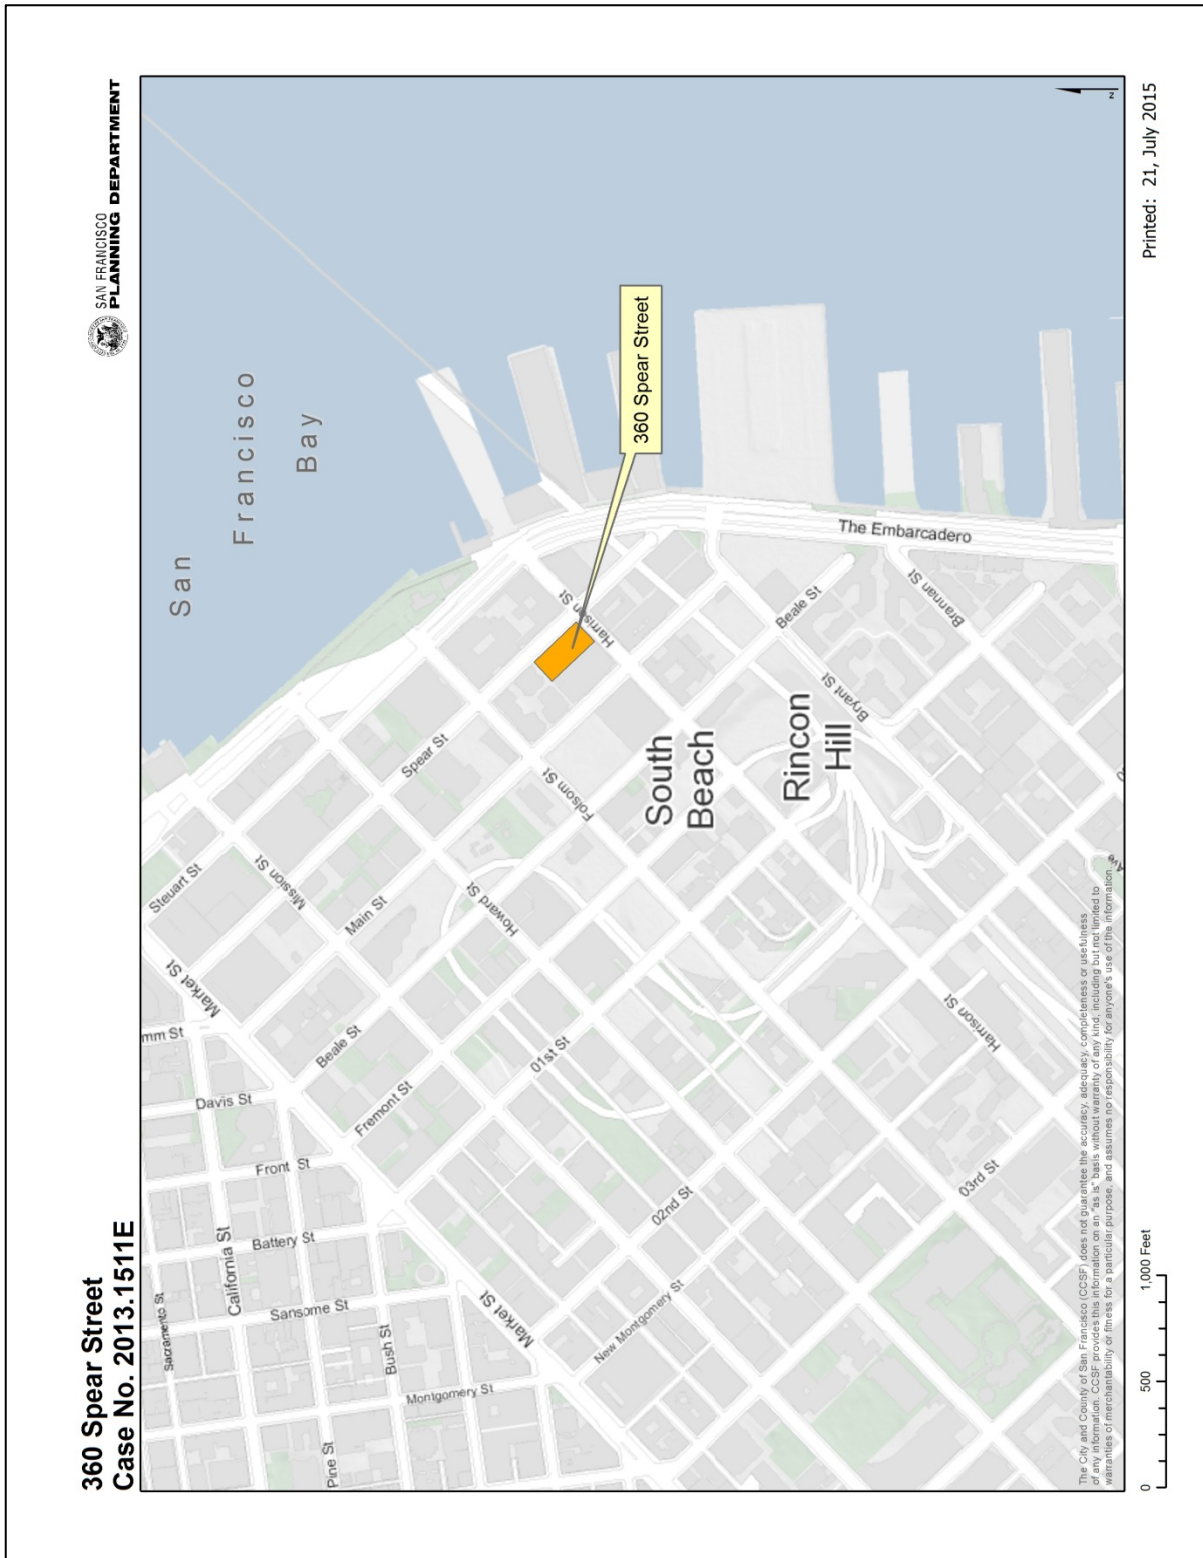 360 Spear Street
Case No. 2013.1511E
SAN FRANCISCO
PLANNING DEPARTMENT
San
Francisco
Bay
Sacramento St
California St
Pine St
Bush St
Montgomery St
Sansome St
Battery St
Front St
Davis St
mm St
Market St
Market St
Steuart St
Spear St
Mission St
Main St
Beale St
Fremont St
Howard St
01st St
Folsom St
02nd St
New Montgomery St
03rd St
Harrison St
Harrison St
360 Spear Street
South
Beach
Rincon
Hill
Beale St
Bryant St
Brannan St
The Embarcadero
Ave
The City and County of San Francisco (CCSF) does not guarantee the accuracy, adequacy, completeness or usefulness
of any information. CCSF provides this information on an "as is" basis without warranty of any kind, including but not limited to
warranties of merchantability or fitness for a particular purpose, and assumes no responsibility for anyone's use of the information.
z
0 500 1,000 Feet
Printed: 21, July 2015